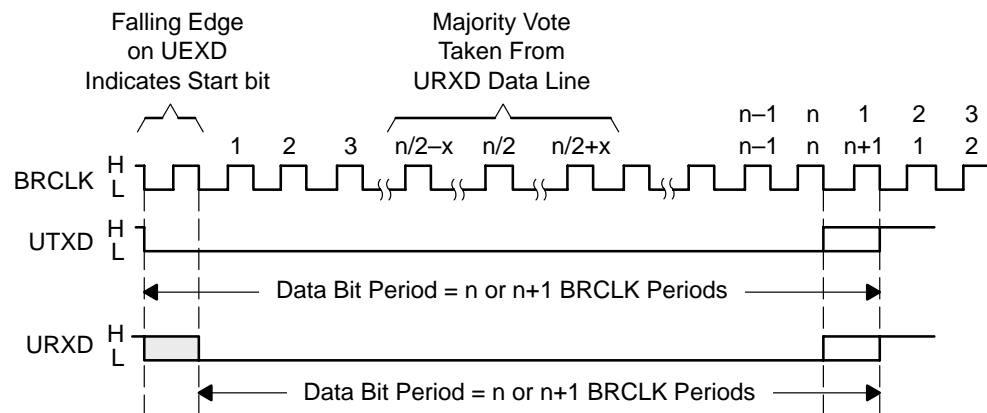 Falling Edge
on UEXD
Indicates Start bit
Majority Vote
Taken From
URXD Data Line
n–1 n 1 2 3
1 2 3 n/2–x n/2 n/2+x n–1 n n+1 1 2
BRCLK H
L
UTXD H
L
Data Bit Period = n or n+1 BRCLK Periods
URXD H
L
Data Bit Period = n or n+1 BRCLK Periods